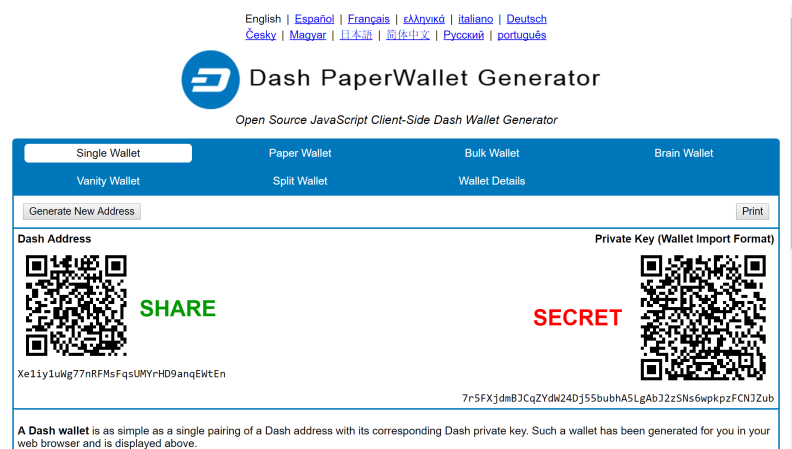 English | Español | Français | ελληνικά | italiano | Deutsch
Česky | Magyar | 日本語 | 简体中文 | Русский | português
Dash PaperWallet Generator
Open Source JavaScript Client-Side Dash Wallet Generator
Single Wallet Paper Wallet Bulk Wallet Brain Wallet
Vanity Wallet Split Wallet Wallet Details
Generate New Address Print
Dash Address Private Key (Wallet Import Format)
SHARE
SECRET
Xe1iy1uWg77nRFMsFqsUMYrHD9anqEWtEn
7r5FXjdmBJCqZYdW24Dj55bubhA5LgAbJ2zSNs6wpkpzFCNJZub
A Dash wallet is as simple as a single pairing of a Dash address with its corresponding Dash private key. Such a wallet has been generated for you in your
web browser and is displayed above.